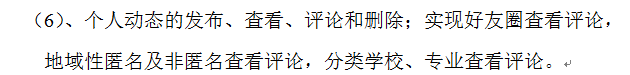 （6）、个人动态的发布、查看、评论和删除；实现好友圈查看评论，
地域性匿名及非匿名查看评论，分类学校、专业查看评论。